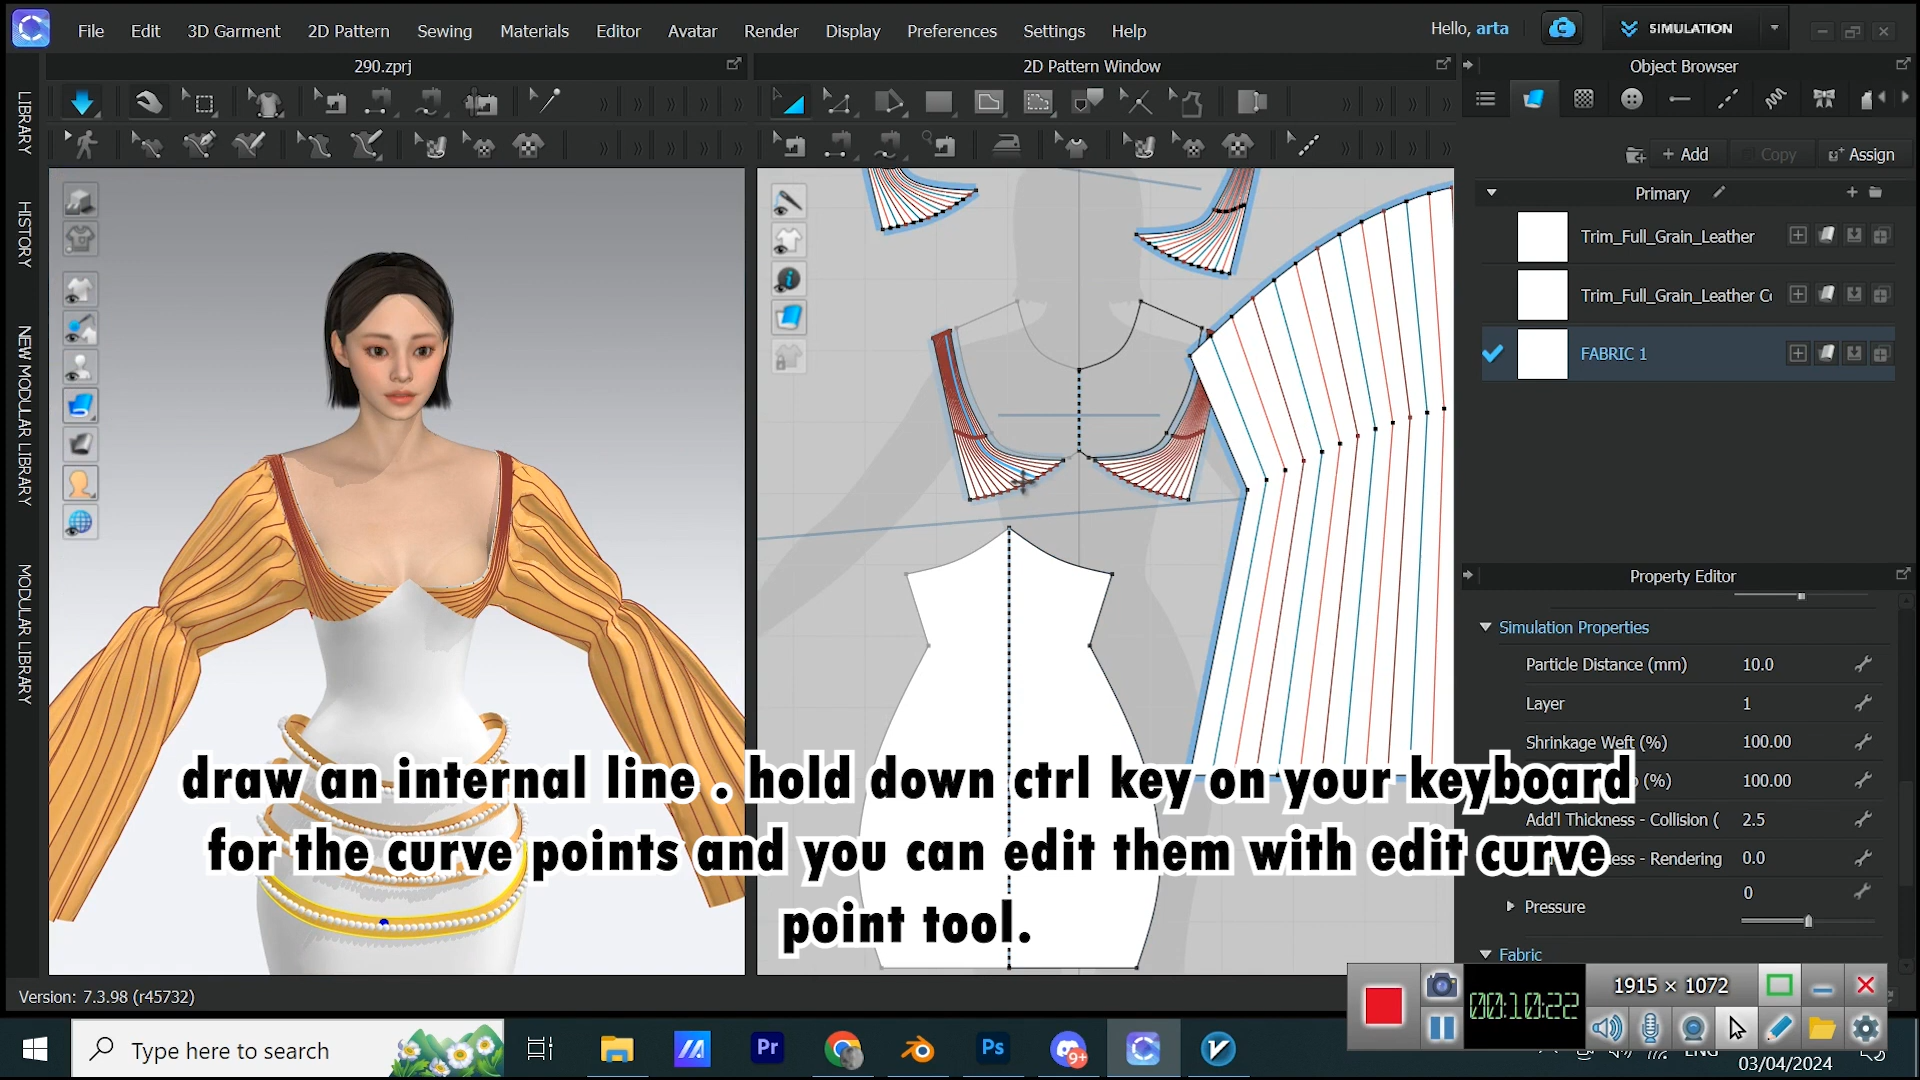 File Edit 3D Garment 2D Pattern Sewing Materials Editor Avatar Render Display Preferences Settings Help
Hello, arta
SIMULATION
290.zprj
2D Pattern Window
Object Browser
LIBRARY
HISTORY
NEW MODULAR LIBRARY
MODULAR LIBRARY
+ Add
Copy
Assign
Primary
Trim_Full_Grain_Leather
Trim_Full_Grain_Leather Cc
FABRIC 1
Property Editor
Simulation Properties
Particle Distance (mm) 10.0
Layer 1
Shrinkage Weft (%) 100.00
(%) 100.00
Add'l Thickness - Collision ( 2.5
- Rendering 0.0
0
Pressure
Fabric
draw an internal line . hold down ctrl key on your keyboard
for the curve points and you can edit them with edit curve
point tool.
Version: 7.3.98 (r45732)
00:10:22
1915 × 1072
Type here to search
Pr
Ps
9+
ENG
03/04/2024